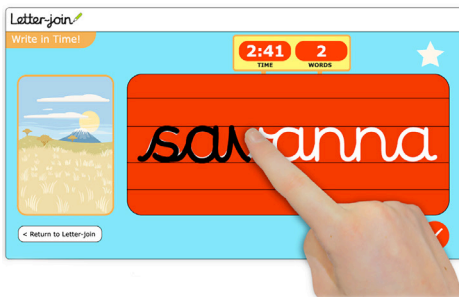 Letter-join
Write in Time!
2:41
2
TIME
WORDS
savanna
< Return to Letter-join